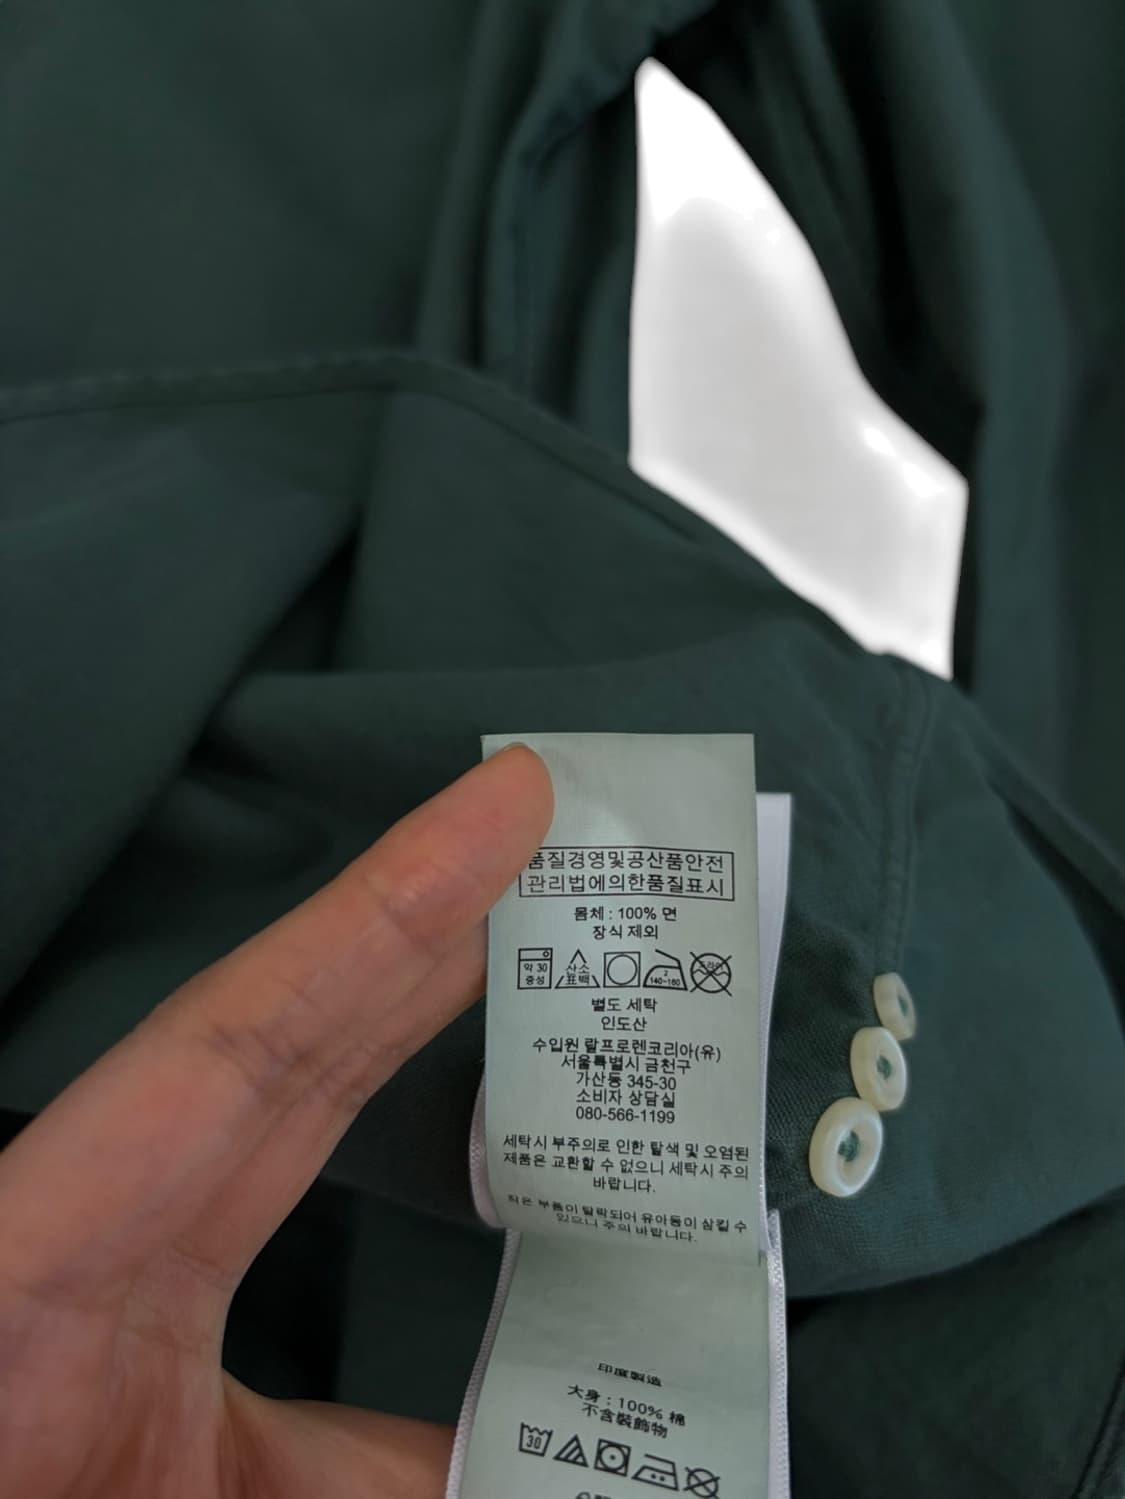 품질경영및공산품안전
관리법에의한품질표시
몸체 : 100% 면
장식 제외
약 30
중성
산소
표백
2
140~160
드라이
별도 세탁
인도산
수입원 랄프로렌코리아(유)
서울특별시 금천구
가산동 345-30
소비자 상담실
080-566-1199
세탁시 부주의로 인한 탈색 및 오염된
제품은 교환할 수 없으니 세탁시 주의
바랍니다.
작은 부품이 탈락되어 유아동이 삼킬 수
있으니 주의 바랍니다.
印度製造
大身 : 100% 棉
不含裝飾物
30